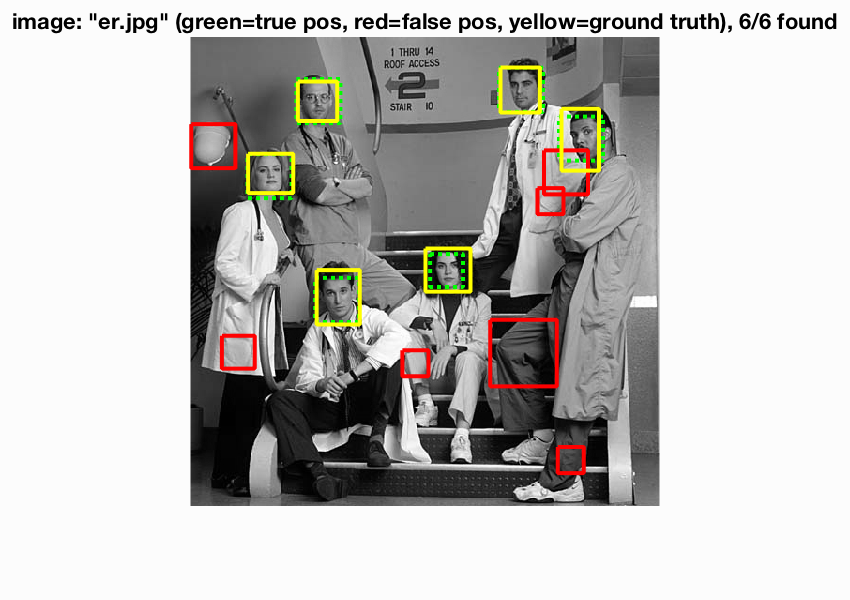 image: "er.jpg" (green=true pos, red=false pos, yellow=ground truth), 6/6 found
1 THRU 14
ROOF ACCESS
2
STAIR 10